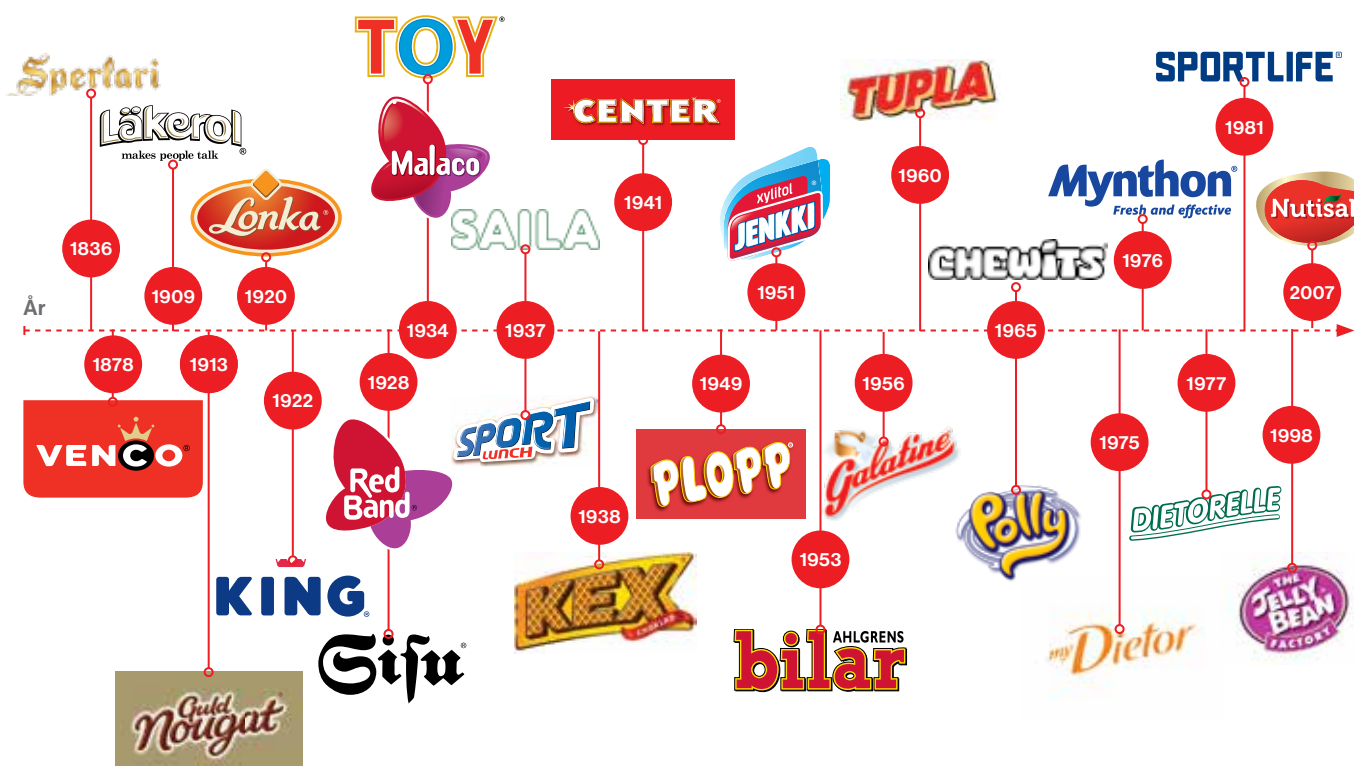 TOY®
SPORTLIFE®
Sperlari
TUPLA
CENTER®
Läkerol
makes people talk ®
1981
Malaco
xylitol
JENKKI®
1960
Mynthon®
Fresh and effective
Lonka®
1941
Nutisal
SAILA
1836
CHEWITS
1976
1909
1920
1951
2007
År
1934
1937
1965
1878
1913
1928
1949
1956
1977
1922
SPORT
LUNCH
1975
1998
VENCO®
PLOPP®
Galatine
Red
Band®
1938
Polly
DIETORELLE
1953
KING®
KEX
CHOKLAD
THE
JELLY
BEAN
FACTORY
Sisu®
AHLGRENS
bilar
my Dietor
Guld
Nougat